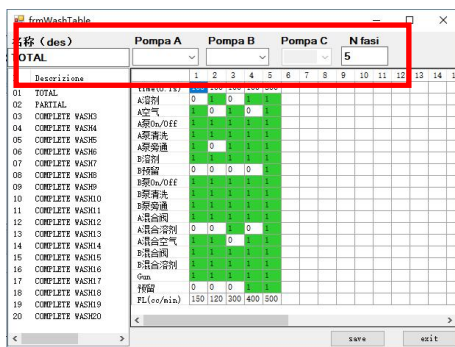 frmWashTable
名称（des） Pompa A Pompa B Pompa C N fasi
TOTAL 5
Descrizione
01 TOTAL
02 PARTIAL
03 COMPLETE WASH3
04 COMPLETE WASH4
05 COMPLETE WASH5
06 COMPLETE WASH6
07 COMPLETE WASH7
08 COMPLETE WASH8
09 COMPLETE WASH9
10 COMPLETE WASH10
11 COMPLETE WASH11
12 COMPLETE WASH12
13 COMPLETE WASH13
14 COMPLETE WASH14
15 COMPLETE WASH15
16 COMPLETE WASH16
17 COMPLETE WASH17
18 COMPLETE WASH18
19 COMPLETE WASH19
20 COMPLETE WASH20
1 2 3 4 5 6 7 8 9 10 11 12 13 14
A溶剂 0 1 0 1 1
A空气 1 0 1 0 1
A泵On/Off 1 1 1 1 1
A泵清洗 1 1 1 1 1
A泵旁通 1 0 1 1 1
B溶剂 1 1 1 1 1
B预留 0 0 0 0 1
B泵On/Off 1 1 1 1 1
B泵清洗 1 1 1 1 1
B泵旁通 1 1 1 1 1
A混合阀 1 1 1 1 1
A混合溶剂 0 0 1 0 1
A混合空气 1 1 0 1 1
B混合阀 1 1 1 1 1
B混合溶剂 1 1 1 1 1
Gun 1 1 1 1 1
预留 0 0 0 1 1
FL(cc/min) 150 120 300 400 500
save exit